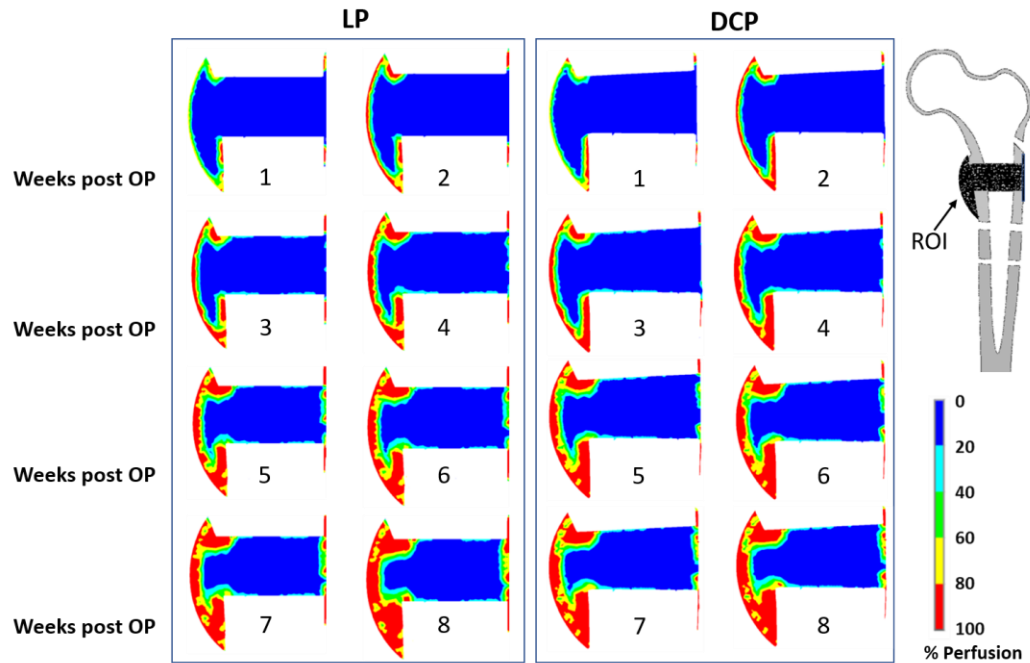 LP DCP
Weeks post OP 1 2 1 2
ROI
Weeks post OP 3 4 3 4
Weeks post OP 5 6 5 6
Weeks post OP 7 8 7 8
0
20
40
60
80
100
% Perfusion